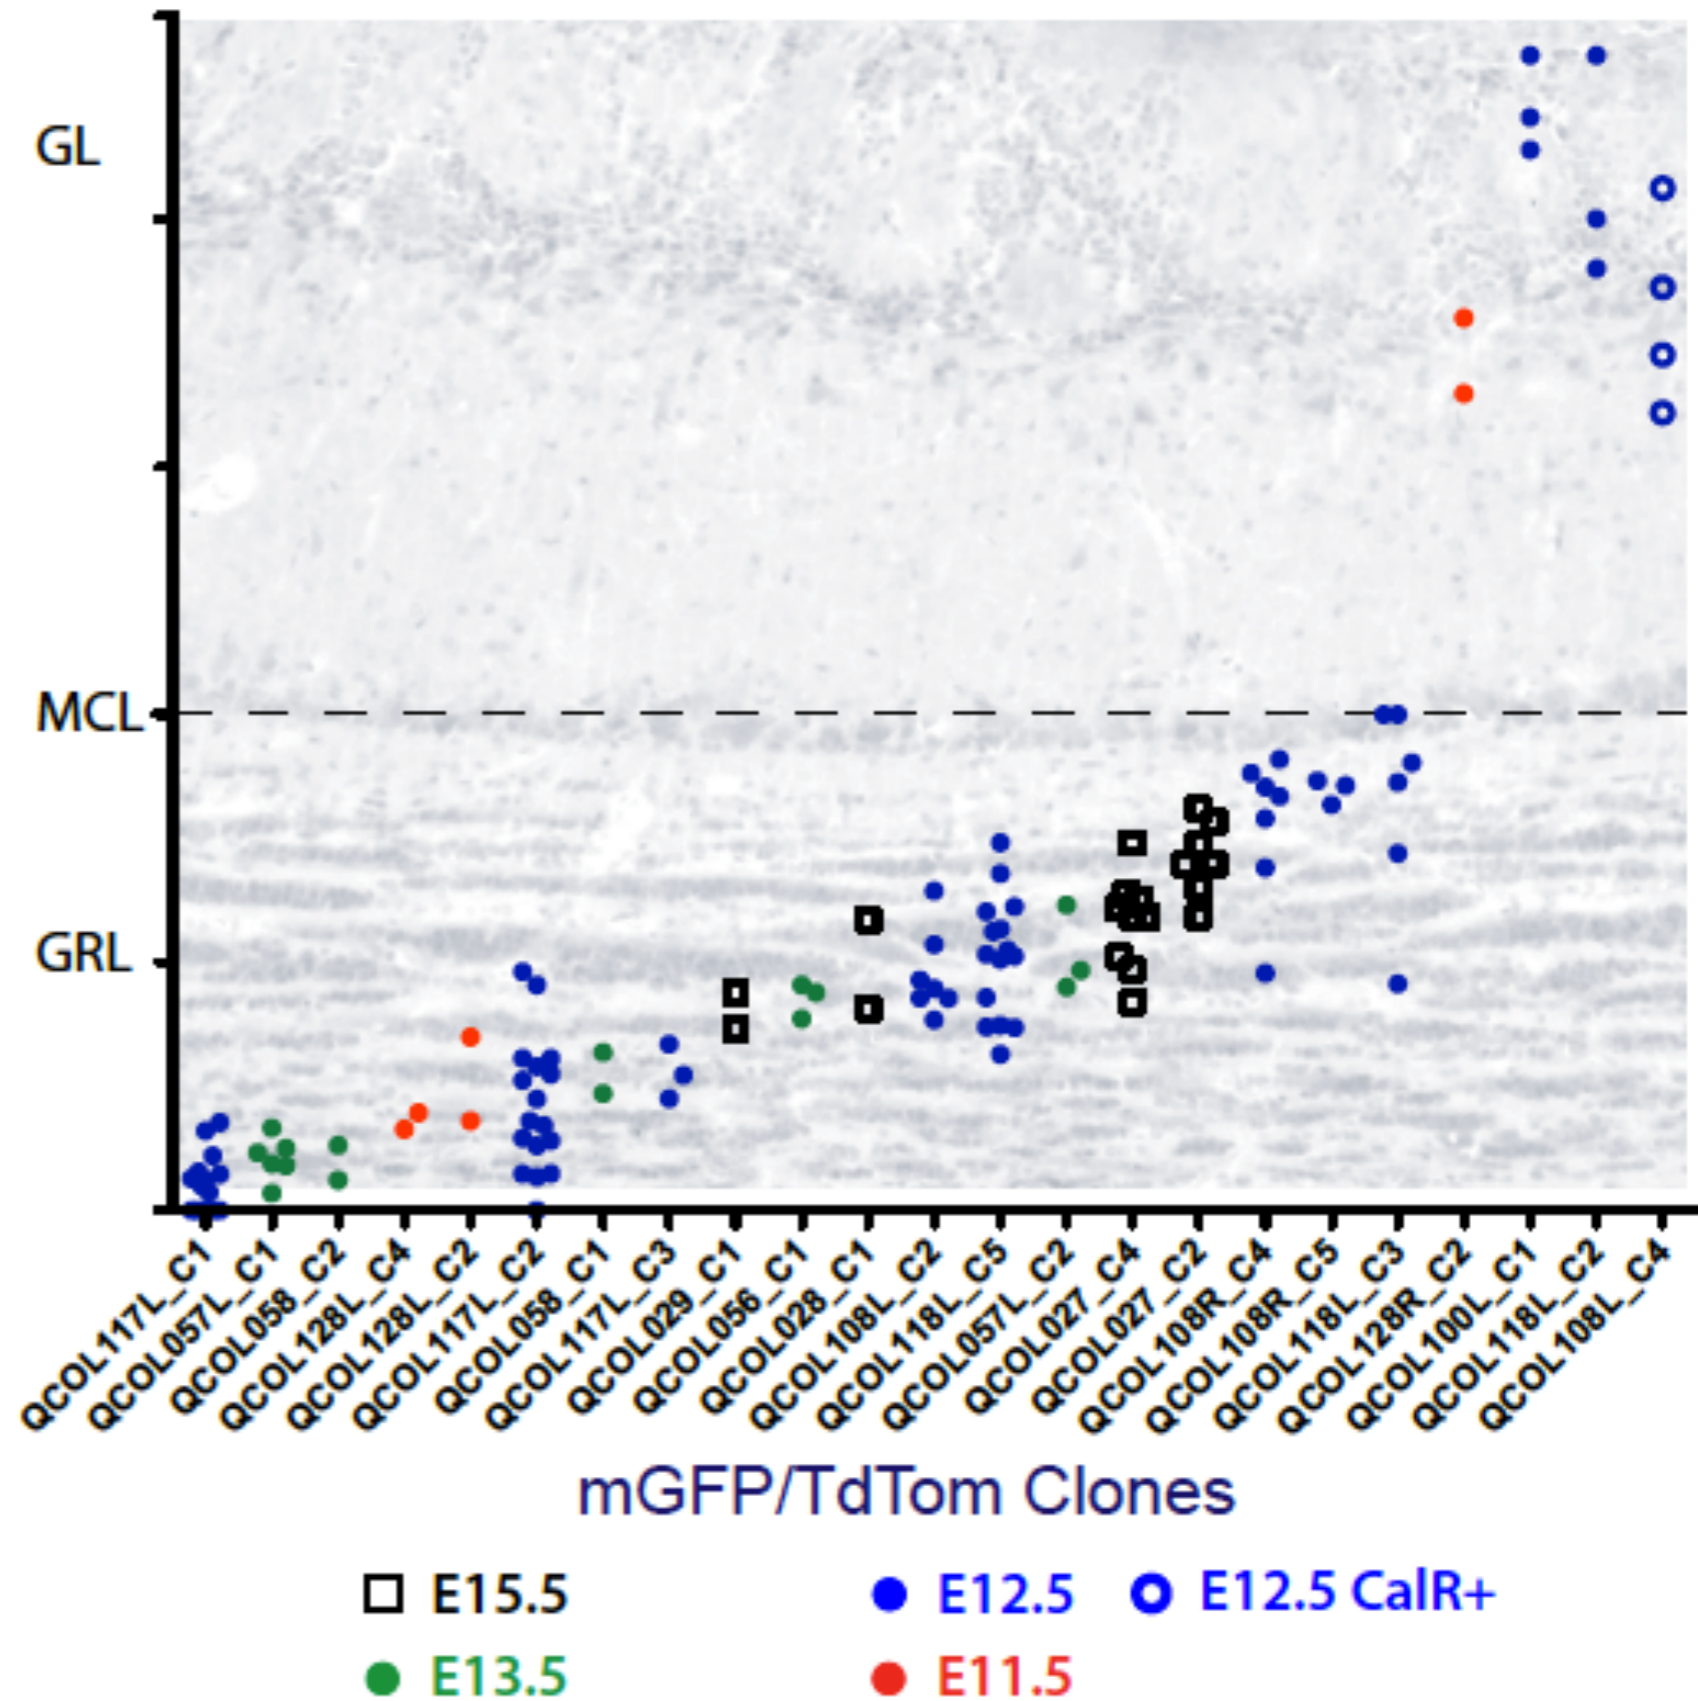 GL
MCL
GRL
QCOL117L_C1
QCOL057L_C1
QCOL058_C2
QCOL128L_C4
QCOL128L_C2
QCOL117L_C2
QCOL058_C1
QCOL117L_C3
QCOL029_C1
QCOL056_C1
QCOL028_C1
QCOL108L_C2
QCOL118L_C5
QCOL057L_C2
QCOL027_C4
QCOL027_C2
QCOL108R_C4
QCOL108R_C5
QCOL118L_C3
QCOL128R_C2
QCOL100L_C1
QCOL118L_C2
QCOL108L_C4
mGFP/TdTom Clones
E15.5 E12.5 E12.5 CalR+
E13.5 E11.5